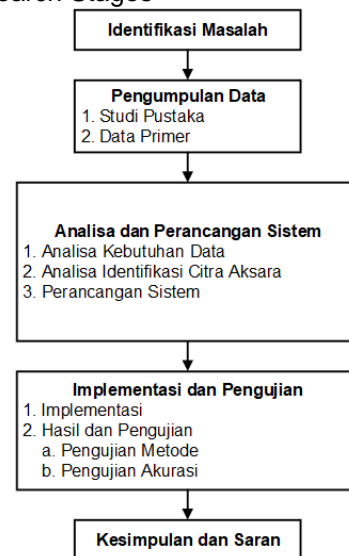 Stages
Identifikasi Masalah
Pengumpulan Data
1. Studi Pustaka
2. Data Primer
Analisa dan Perancangan Sistem
1. Analisa Kebutuhan Data
2. Analisa Identifikasi Citra Aksara
3. Perancangan Sistem
Implementasi dan Pengujian
1. Implementasi
2. Hasil dan Pengujian
a. Pengujian Metode
b. Pengujian Akurasi
Kesimpulan dan Saran